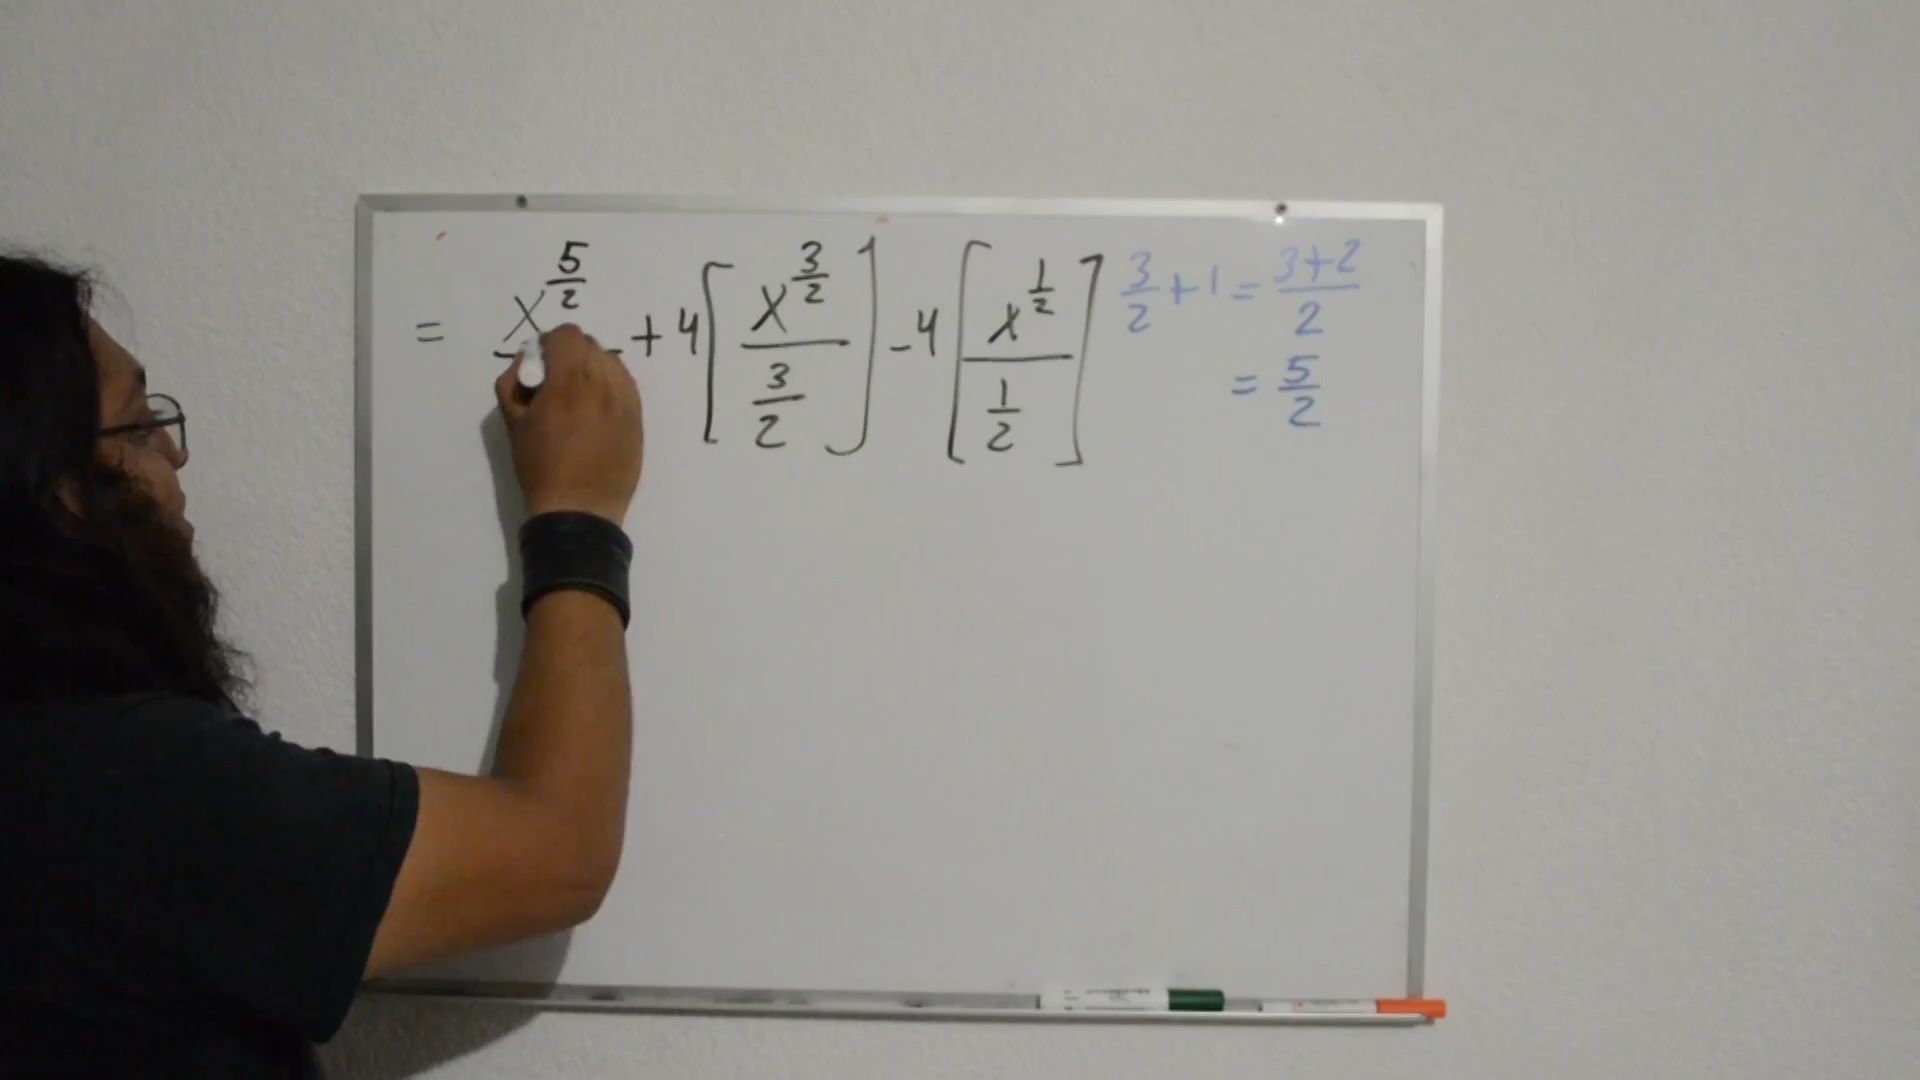 = x^{5/2} / + 4 [ x^{3/2} / (3/2) ] - 4 [ x^{1/2} / (1/2) ]
3/2 + 1 = (3+2)/2
= 5/2